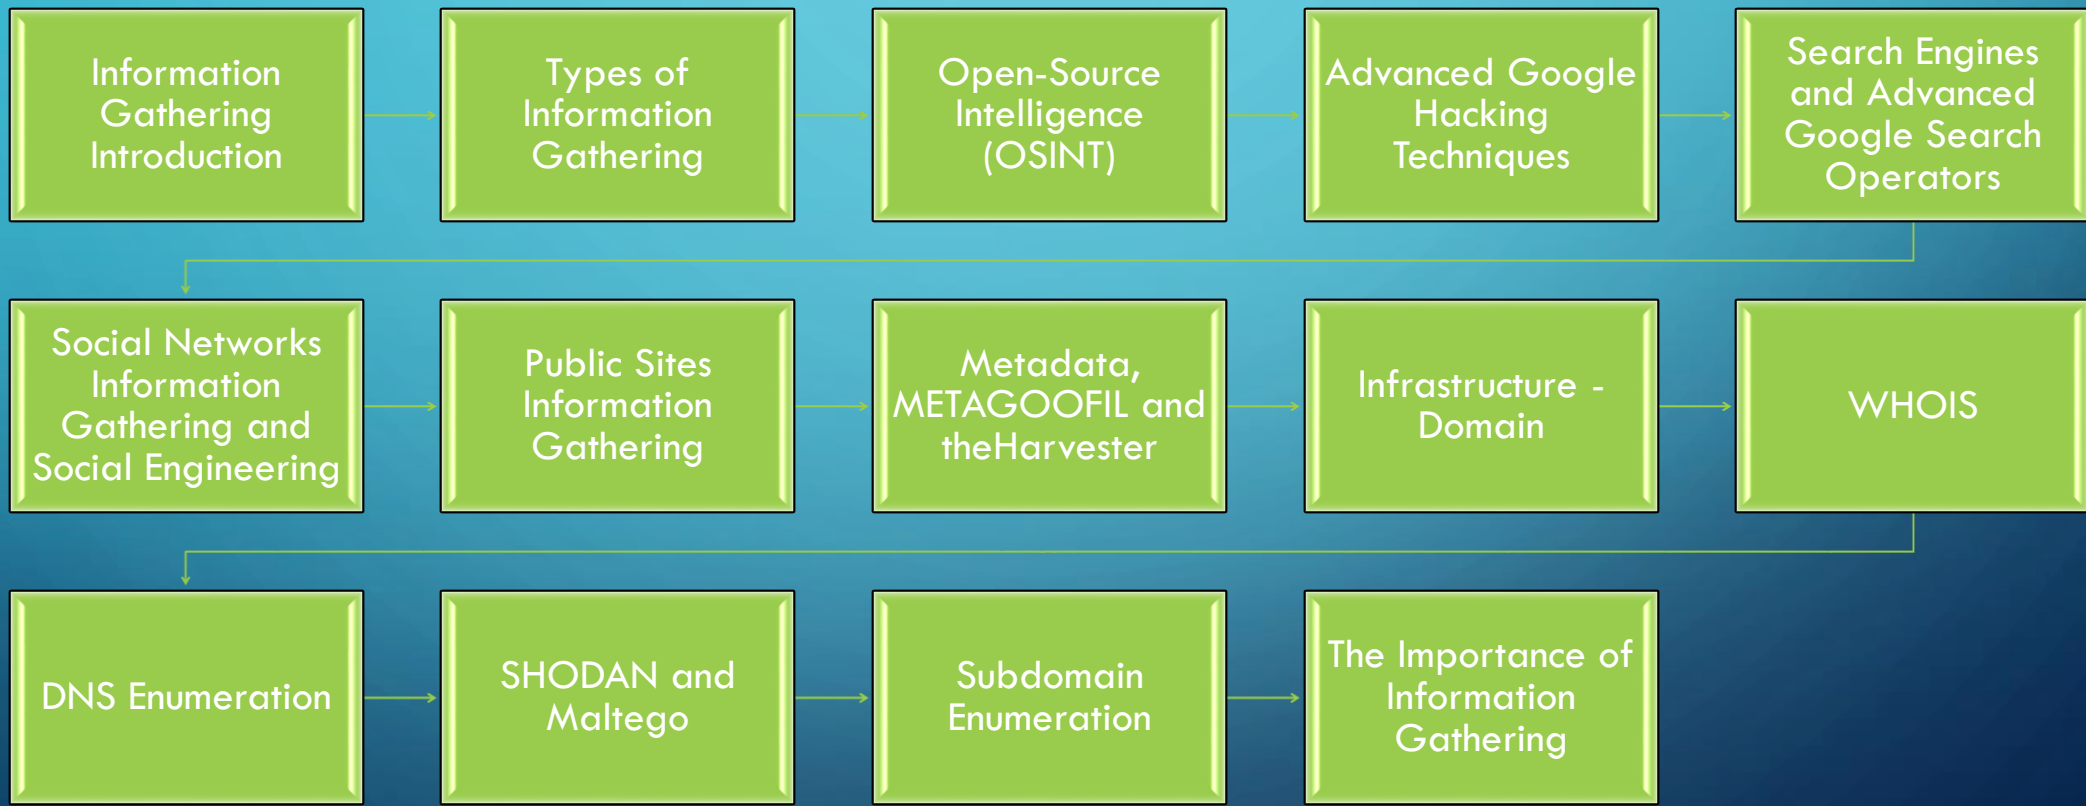 Information
Gathering
Introduction
Types of
Information
Gathering
Open-Source
Intelligence
(OSINT)
Advanced Google
Hacking
Techniques
Search Engines
and Advanced
Google Search
Operators
Social Networks
Information
Gathering and
Social Engineering
Public Sites
Information
Gathering
Metadata,
METAGOOFIL and
theHarvester
Infrastructure -
Domain
WHOIS
DNS Enumeration
SHODAN and
Maltego
Subdomain
Enumeration
The Importance of
Information
Gathering